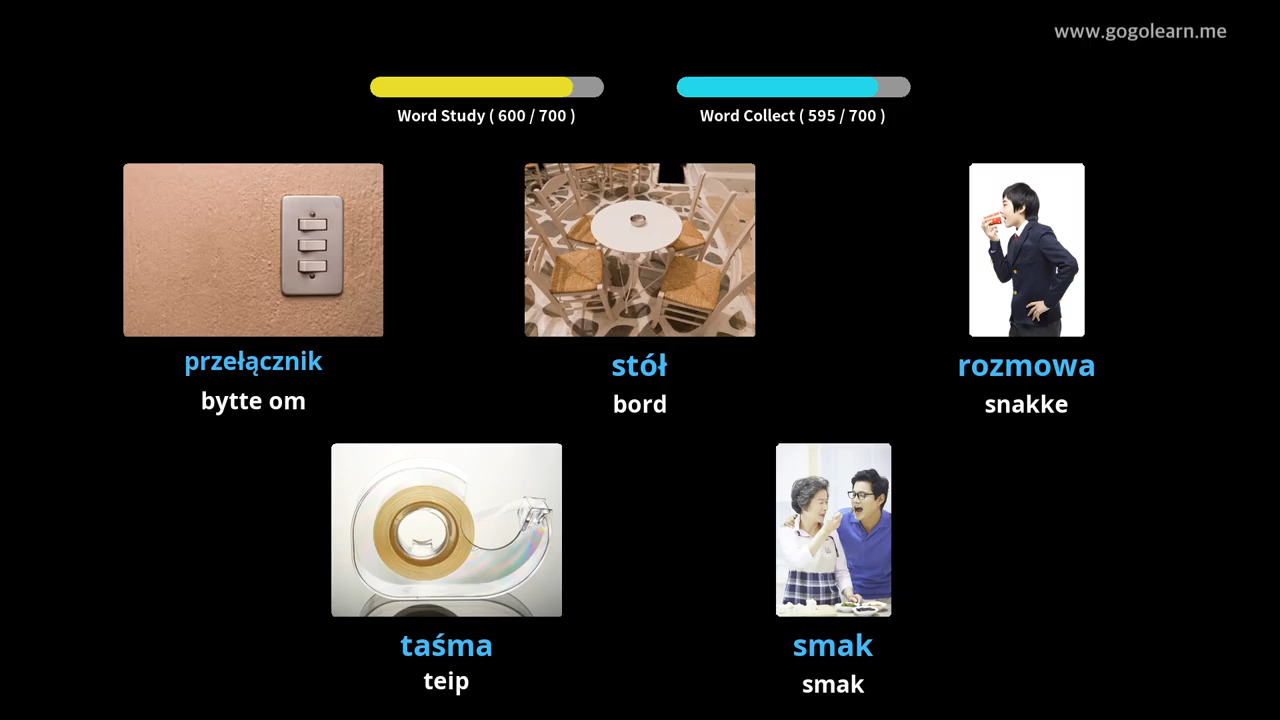 www.gogolearn.me
Word Study ( 600 / 700 )
Word Collect ( 595 / 700 )
przełącznik
bytte om
stół
bord
rozmowa
snakke
taśma
teip
smak
smak